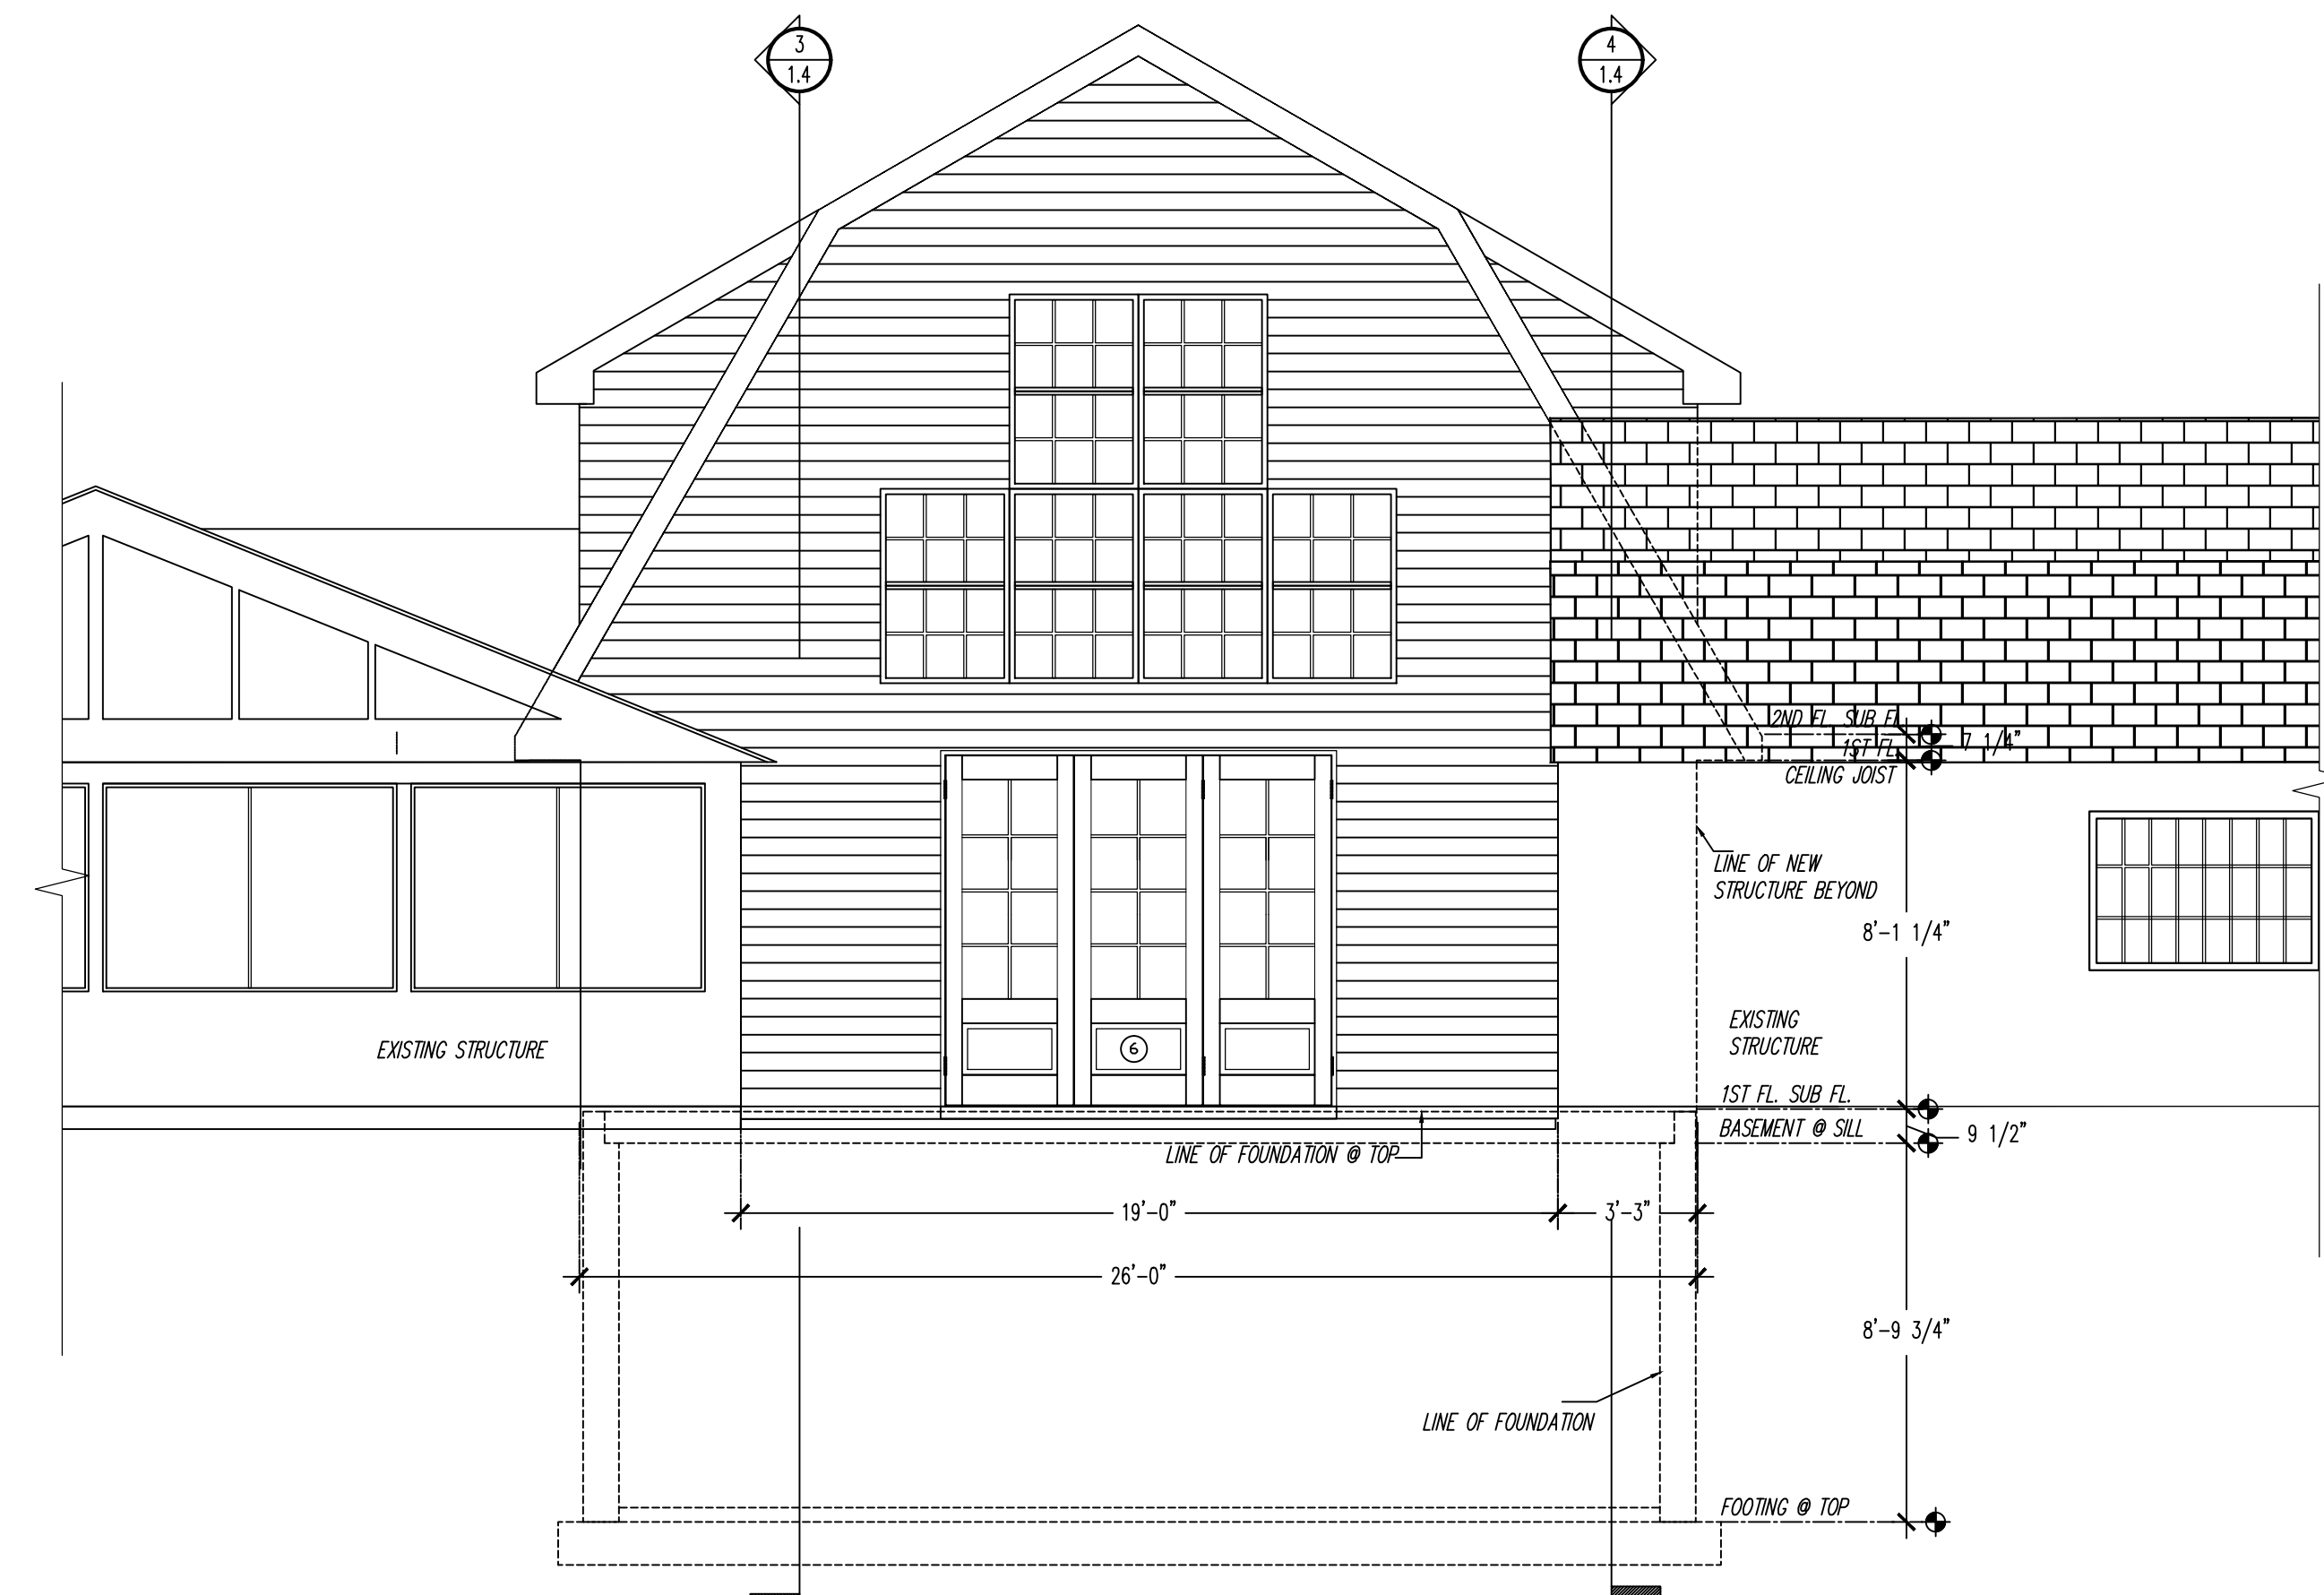 3
1.4
4
1.4
2ND FL. SUB FL.
7 1/4"
1ST FL.
CEILING JOIST
LINE OF NEW
STRUCTURE BEYOND
8'-1 1/4"
EXISTING
STRUCTURE
EXISTING STRUCTURE
6
1ST FL. SUB FL.
BASEMENT @ SILL
9 1/2"
LINE OF FOUNDATION @ TOP
19'-0"
3'-3"
26'-0"
8'-9 3/4"
LINE OF FOUNDATION
FOOTING @ TOP